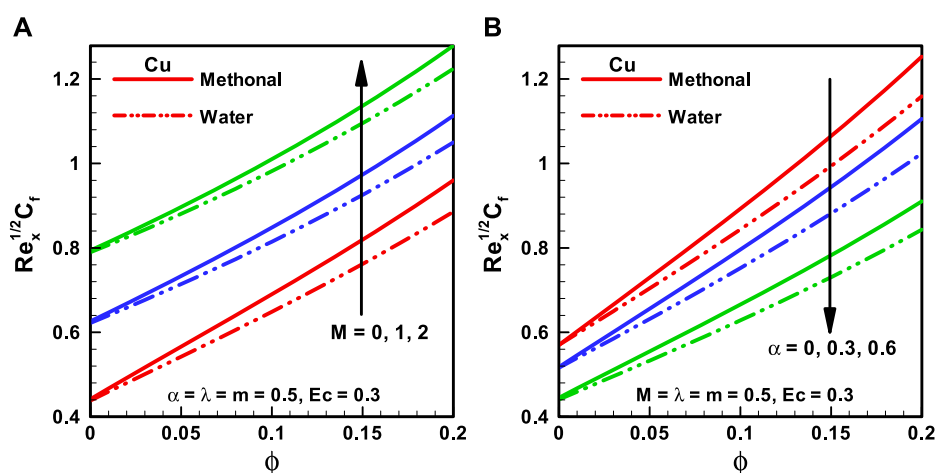 A
Re_x^{1/2}C_f
1.2
1
0.8
0.6
0.4
Cu
Methonal
Water
M = 0, 1, 2
α = λ = m = 0.5, Ec = 0.3
0 0.05 0.1 0.15 0.2
ϕ
B
Re_x^{1/2}C_f
1.2
1
0.8
0.6
0.4
Cu
Methonal
Water
α = 0, 0.3, 0.6
M = λ = m = 0.5, Ec = 0.3
0 0.05 0.1 0.15 0.2
ϕ